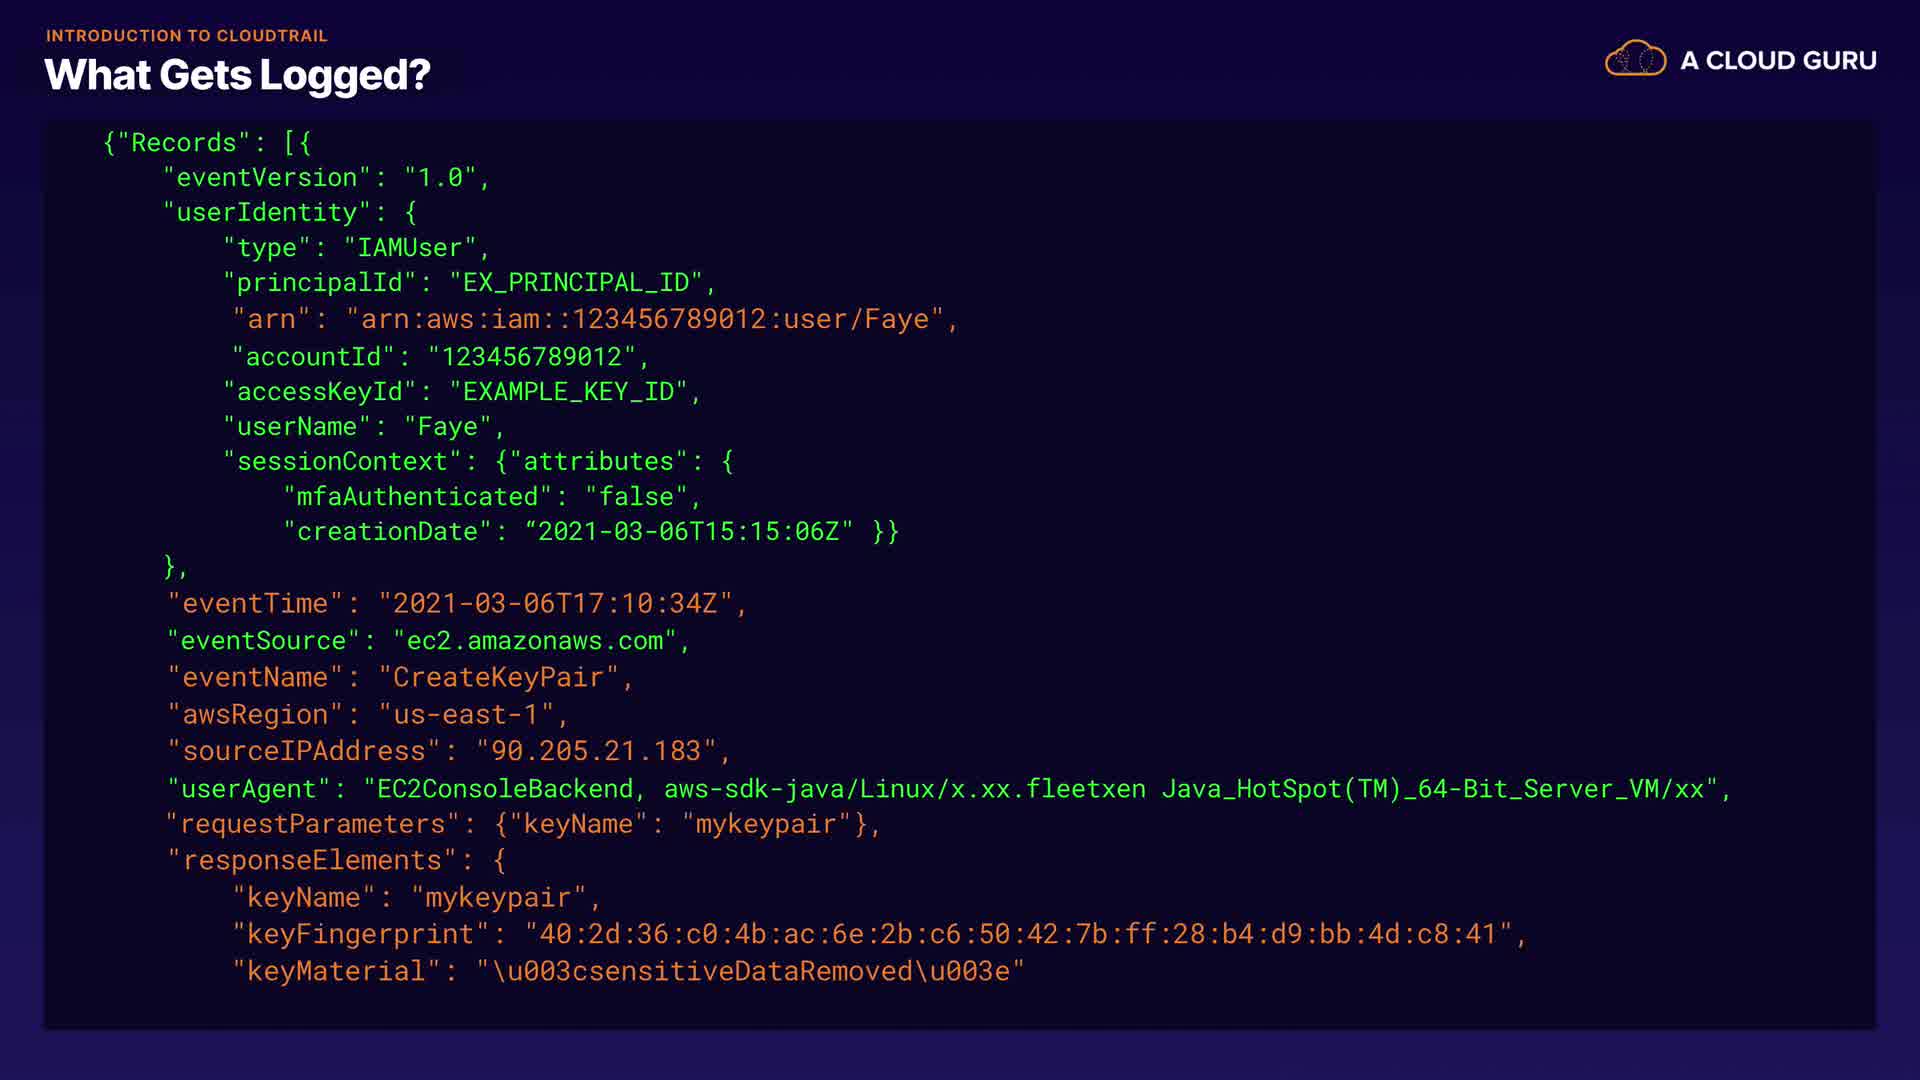 INTRODUCTION TO CLOUDTRAIL
What Gets Logged?
A CLOUD GURU
{"Records": [{
"eventVersion": "1.0",
"userIdentity": {
"type": "IAMUser",
"principalId": "EX_PRINCIPAL_ID",
"arn": "arn:aws:iam::123456789012:user/Faye",
"accountId": "123456789012",
"accessKeyId": "EXAMPLE_KEY_ID",
"userName": "Faye",
"sessionContext": {"attributes": {
"mfaAuthenticated": "false",
"creationDate": “2021-03-06T15:15:06Z" }}
},
"eventTime": "2021-03-06T17:10:34Z",
"eventSource": "ec2.amazonaws.com",
"eventName": "CreateKeyPair",
"awsRegion": "us-east-1",
"sourceIPAddress": "90.205.21.183",
"userAgent": "EC2ConsoleBackend, aws-sdk-java/Linux/x.xx.fleetxen Java_HotSpot(TM)_64-Bit_Server_VM/xx",
"requestParameters": {"keyName": "mykeypair"},
"responseElements": {
"keyName": "mykeypair",
"keyFingerprint": "40:2d:36:c0:4b:ac:6e:2b:c6:50:42:7b:ff:28:b4:d9:bb:4d:c8:41",
"keyMaterial": "\u003csensitiveDataRemoved\u003e"